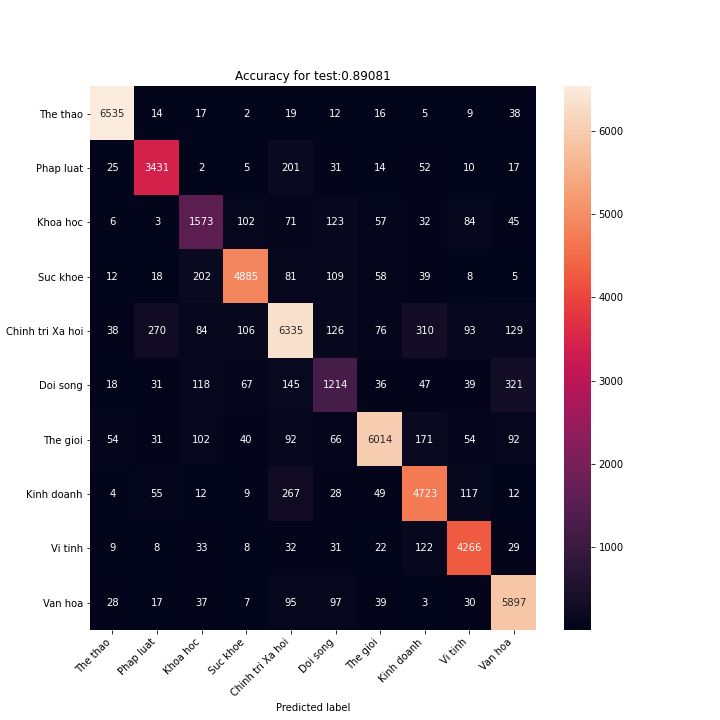 Accuracy for test:0.89081
The thao 6535 14 17 2 19 12 16 5 9 38
Phap luat 25 3431 2 5 201 31 14 52 10 17
Khoa hoc 6 3 1573 102 71 123 57 32 84 45
Suc khoe 12 18 202 4885 81 109 58 39 8 5
Chinh tri Xa hoi 38 270 84 106 6335 126 76 310 93 129
Doi song 18 31 118 67 145 1214 36 47 39 321
The gioi 54 31 102 40 92 66 6014 171 54 92
Kinh doanh 4 55 12 9 267 28 49 4723 117 12
Vi tinh 9 8 33 8 32 31 22 122 4266 29
Van hoa 28 17 37 7 95 97 39 3 30 5897
The thao Phap luat Khoa hoc Suc khoe Chinh tri Xa hoi Doi song The gioi Kinh doanh Vi tinh Van hoa
Predicted label
6000
5000
4000
3000
2000
1000